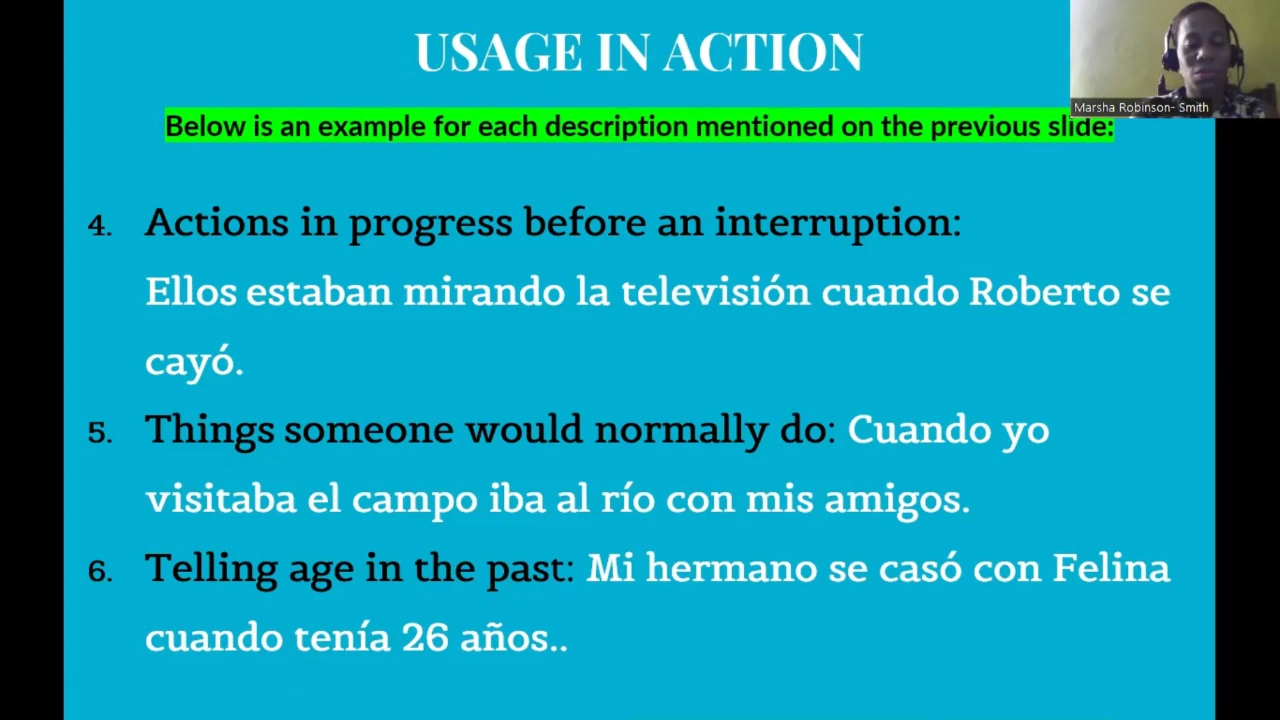 USAGE IN ACTION
Marsha Robinson- Smith
Below is an example for each description mentioned on the previous slide:
4. Actions in progress before an interruption:
Ellos estaban mirando la televisión cuando Roberto se
cayó.
5. Things someone would normally do: Cuando yo
visitaba el campo iba al río con mis amigos.
6. Telling age in the past: Mi hermano se casó con Felina
cuando tenía 26 años..